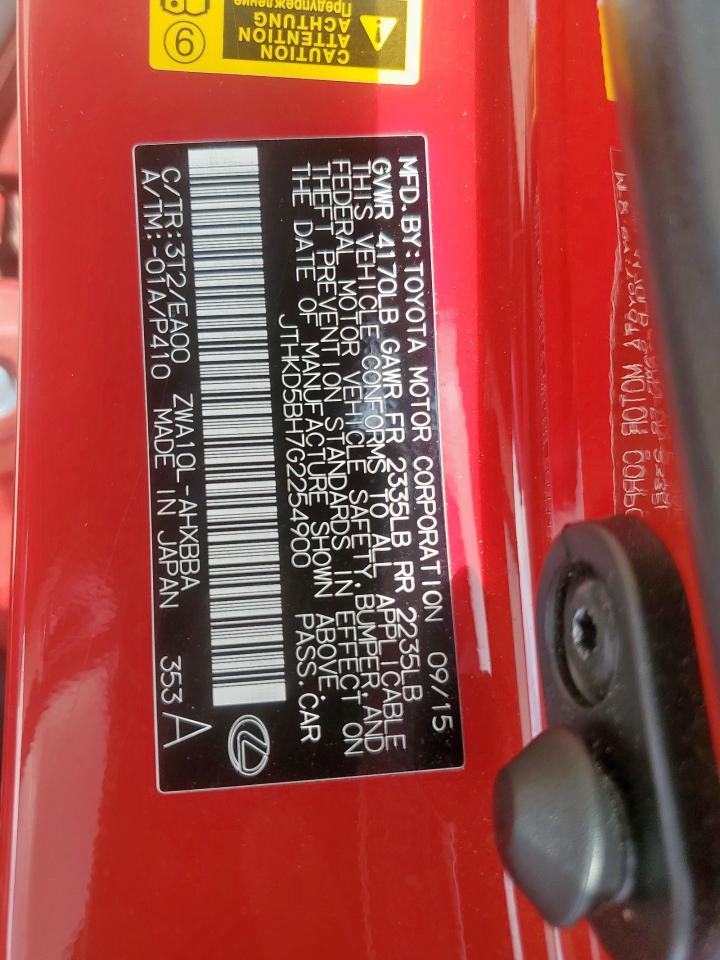 MFD. BY: TOYOTA MOTOR CORPORATION 09/15
GVWR 4170LB GAWR FR 2335LB RR 2235LB
THIS VEHICLE CONFORMS TO ALL APPLICABLE
FEDERAL MOTOR VEHICLE SAFETY, BUMPER, AND
THEFT PREVENTION STANDARDS IN EFFECT ON
THE DATE OF MANUFACTURE SHOWN ABOVE.
JTHKD5BH7G2254900 PASS. CAR
C/TR: 3T2/EA00 ZWA10L-AHXBBA 353
A/TM: -01A/P410 MADE IN JAPAN A
CAUTION
ATTENTION
ACHTUNG
Предупреждение
6